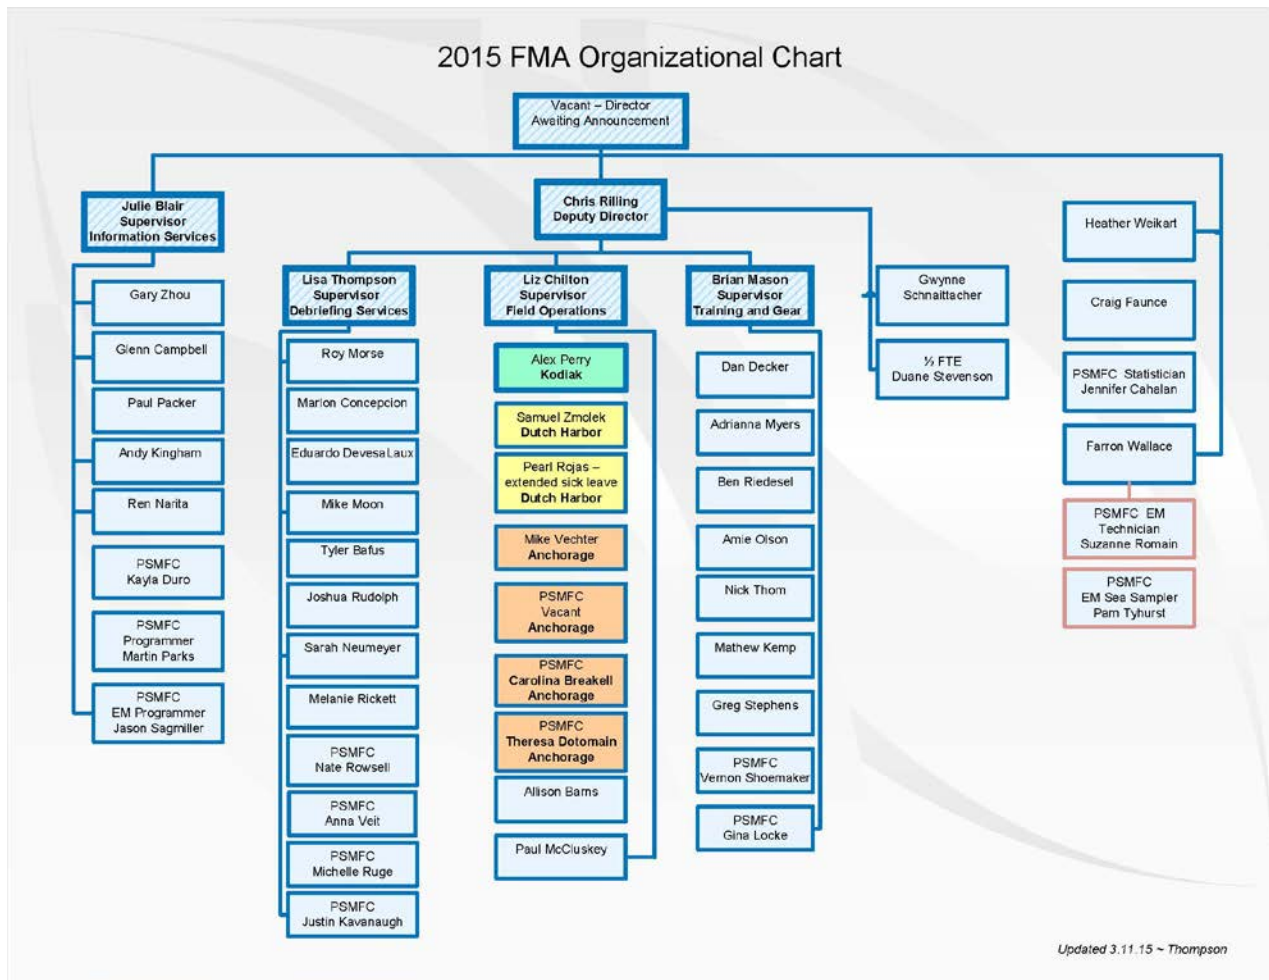 2015 FMA Organizational Chart
Vacant – Director
Awaiting Announcement
Julie Blair
Supervisor
Information Services
Gary Zhou
Glenn Campbell
Paul Packer
Andy Kingham
Ren Narita
PSMFC
Kayla Duro
PSMFC
Programmer
Martin Parks
PSMFC
EM Programmer
Jason Sagmiller
Chris Rilling
Deputy Director
Lisa Thompson
Supervisor
Debriefing Services
Roy Morse
Marlon Concepcion
Eduardo DevesaLaux
Mike Moon
Tyler Bafus
Joshua Rudolph
Sarah Neumeyer
Melanie Rickett
PSMFC
Nate Rowsell
PSMFC
Anna Veit
PSMFC
Michelle Ruge
PSMFC
Justin Kavanaugh
Liz Chilton
Supervisor
Field Operations
Alex Perry
Kodiak
Samuel Zmolek
Dutch Harbor
Pearl Rojas –
extended sick leave
Dutch Harbor
Mike Vechter
Anchorage
PSMFC
Vacant
Anchorage
PSMFC
Carolina Breakell
Anchorage
PSMFC
Theresa Dotomain
Anchorage
Allison Barns
Paul McCluskey
Brian Mason
Supervisor
Training and Gear
Dan Decker
Adrianna Myers
Ben Riedesel
Amie Olson
Nick Thom
Mathew Kemp
Greg Stephens
PSMFC
Vernon Shoemaker
PSMFC
Gina Locke
Gwynne
Schnaittacher
½ FTE
Duane Stevenson
Heather Weikart
Craig Faunce
PSMFC Statistician
Jennifer Cahalan
Farron Wallace
PSMFC EM
Technician
Suzanne Romain
PSMFC
EM Sea Sampler
Pam Tyhurst
Updated 3.11.15 ~ Thompson